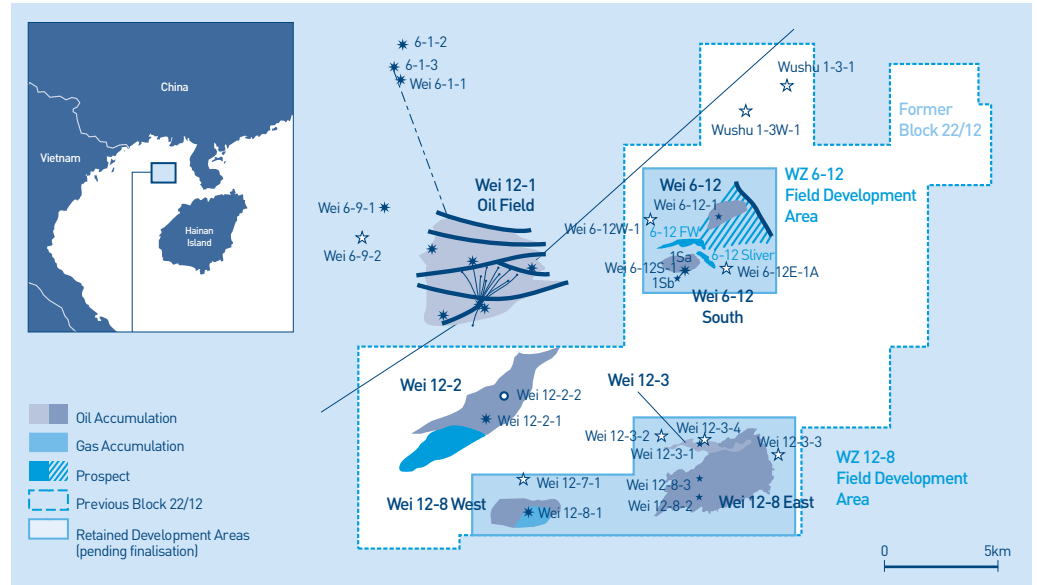 China
Vietnam
Hainan
Island
6-1-2
6-1-3
Wei 6-1-1
Wei 6-9-1
Wei 6-9-2
Wei 12-1
Oil Field
Wushu 1-3-1
Wushu 1-3W-1
Former
Block 22/12
WZ 6-12
Field Development
Area
Wei 6-12
Wei 6-12-1
Wei 6-12W-1
6-12 FW
1Sa
6-12 Sliver
Wei 6-12S-1
1Sb
Wei 6-12E-1A
Wei 6-12
South
Wei 12-2
Wei 12-2-2
Wei 12-2-1
Wei 12-3
Wei 12-3-2
Wei 12-3-4
Wei 12-3-1
Wei 12-3-3
Wei 12-7-1
Wei 12-8 West
Wei 12-8-1
Wei 12-8-3
Wei 12-8-2
Wei 12-8 East
WZ 12-8
Field Development
Area
Oil Accumulation
Gas Accumulation
Prospect
Previous Block 22/12
Retained Development Areas
(pending finalisation)
0
5km